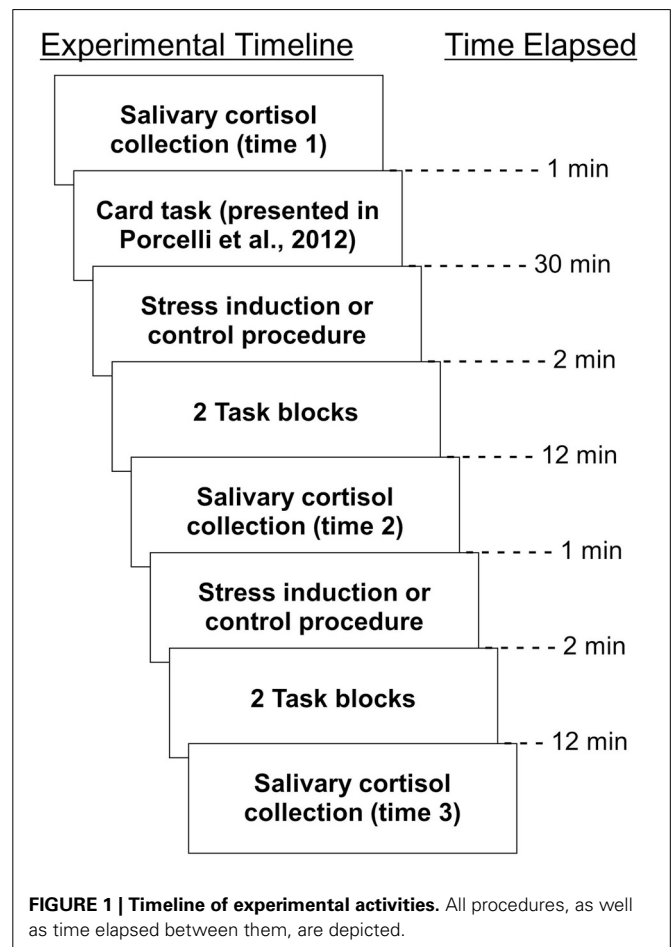 Experimental Timeline Time Elapsed
Salivary cortisol
collection (time 1)
1 min
Card task (presented in
Porcelli et al., 2012)
30 min
Stress induction or
control procedure
2 min
2 Task blocks
12 min
Salivary cortisol
collection (time 2)
1 min
Stress induction or
control procedure
2 min
2 Task blocks
12 min
Salivary cortisol
collection (time 3)
FIGURE 1 | Timeline of experimental activities. All procedures, as well
as time elapsed between them, are depicted.